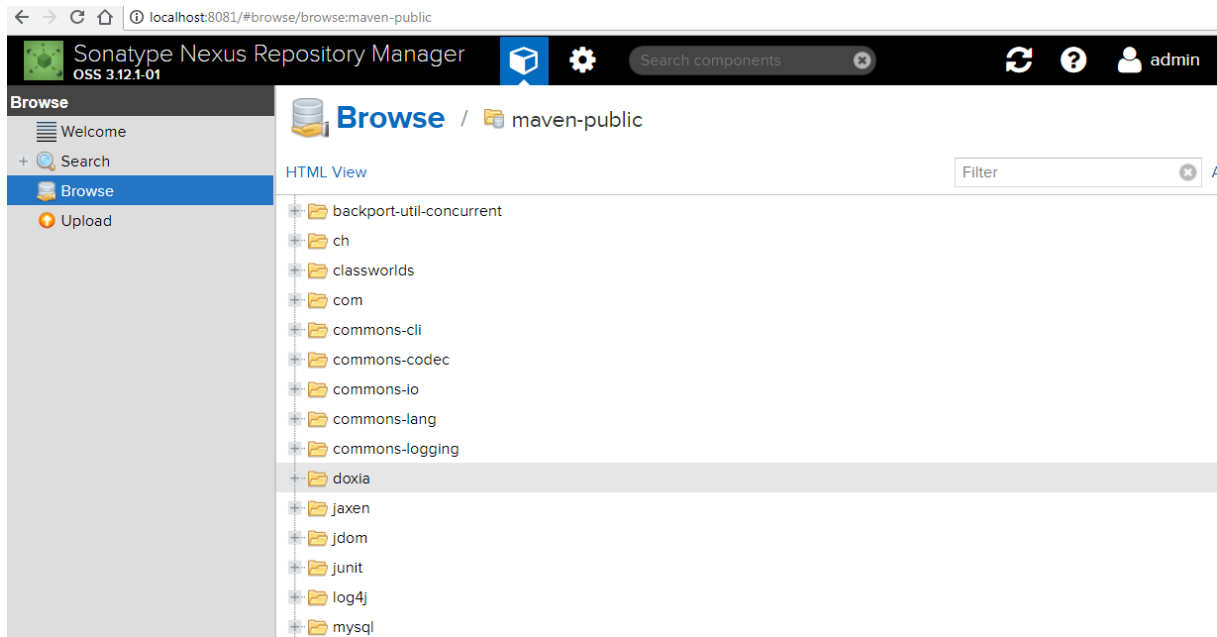 localhost:8081/#browse/browse:maven-public
Sonatype Nexus Repository Manager
OSS 3.12.1-01
Search components
admin
Browse
Welcome
Search
Browse
Upload
Browse / maven-public
HTML View
Filter
A
backport-util-concurrent
ch
classworlds
com
commons-cli
commons-codec
commons-io
commons-lang
commons-logging
doxia
jaxen
jdom
junit
log4j
mysql